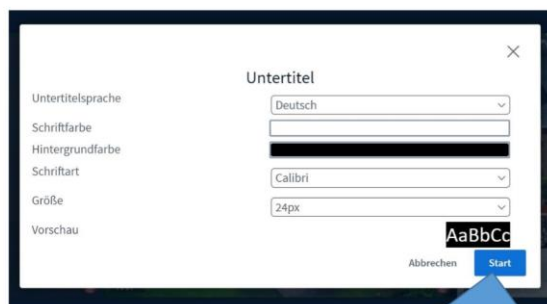 Untertitel
Untertitelsprache Deutsch
Schriftfarbe
Hintergrundfarbe
Schriftart Calibri
Größe 24px
Vorschau AaBbCc
Abbrechen Start